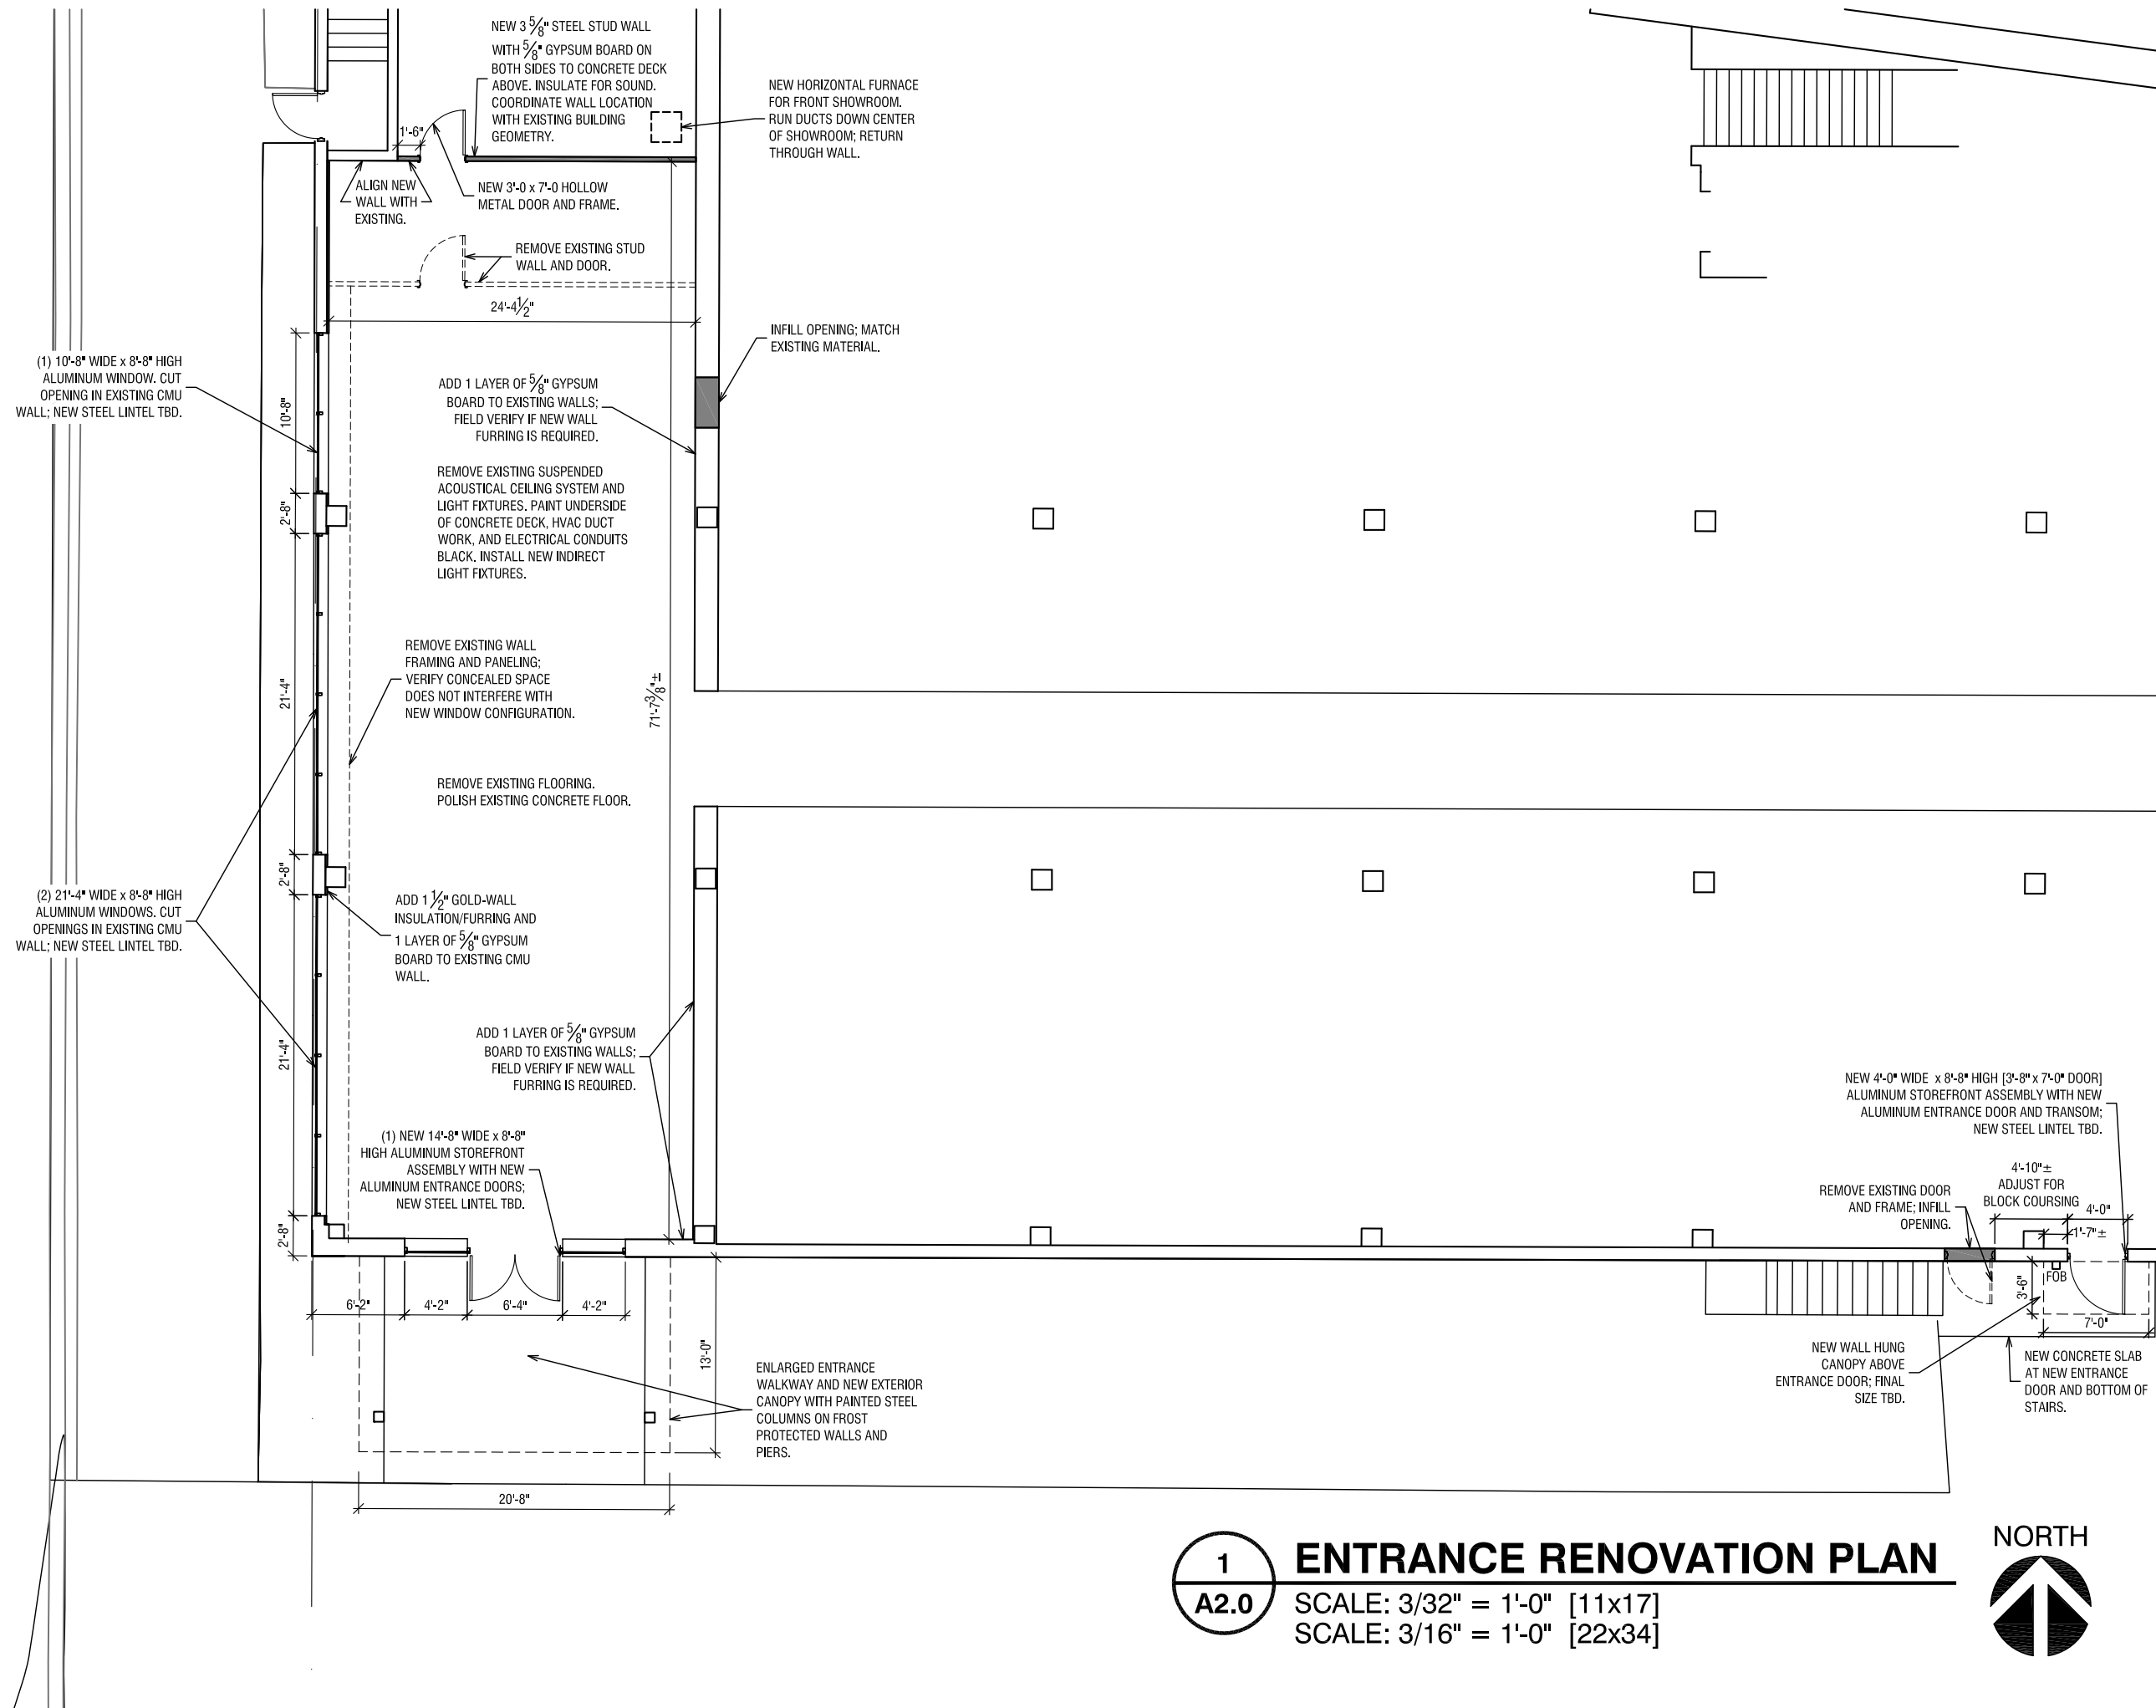 NEW 3 5/8" STEEL STUD WALL
WITH 5/8" GYPSUM BOARD ON
BOTH SIDES TO CONCRETE DECK
ABOVE. INSULATE FOR SOUND.
COORDINATE WALL LOCATION
WITH EXISTING BUILDING
GEOMETRY.
NEW HORIZONTAL FURNACE
FOR FRONT SHOWROOM.
RUN DUCTS DOWN CENTER
OF SHOWROOM; RETURN
THROUGH WALL.
1'-6"
ALIGN NEW
WALL WITH
EXISTING.
NEW 3'-0 x 7'-0 HOLLOW
METAL DOOR AND FRAME.
REMOVE EXISTING STUD
WALL AND DOOR.
24'-4 1/2"
INFILL OPENING; MATCH
EXISTING MATERIAL.
(1) 10'-8" WIDE x 8'-8" HIGH
ALUMINUM WINDOW. CUT
OPENING IN EXISTING CMU
WALL; NEW STEEL LINTEL TBD.
10'-8"
ADD 1 LAYER OF 5/8" GYPSUM
BOARD TO EXISTING WALLS;
FIELD VERIFY IF NEW WALL
FURRING IS REQUIRED.
REMOVE EXISTING SUSPENDED
ACOUSTICAL CEILING SYSTEM AND
LIGHT FIXTURES. PAINT UNDERSIDE
OF CONCRETE DECK, HVAC DUCT
WORK, AND ELECTRICAL CONDUITS
BLACK. INSTALL NEW INDIRECT
LIGHT FIXTURES.
2'-8"
REMOVE EXISTING WALL
FRAMING AND PANELING;
VERIFY CONCEALED SPACE
DOES NOT INTERFERE WITH
NEW WINDOW CONFIGURATION.
21'-4"
71'-7 3/8"±
REMOVE EXISTING FLOORING.
POLISH EXISTING CONCRETE FLOOR.
2'-8"
(2) 21'-4" WIDE x 8'-8" HIGH
ALUMINUM WINDOWS. CUT
OPENINGS IN EXISTING CMU
WALL; NEW STEEL LINTEL TBD.
ADD 1 1/2" GOLD-WALL
INSULATION/FURRING AND
1 LAYER OF 5/8" GYPSUM
BOARD TO EXISTING CMU
WALL.
21'-4"
ADD 1 LAYER OF 5/8" GYPSUM
BOARD TO EXISTING WALLS;
FIELD VERIFY IF NEW WALL
FURRING IS REQUIRED.
(1) NEW 14'-8" WIDE x 8'-8"
HIGH ALUMINUM STOREFRONT
ASSEMBLY WITH NEW
ALUMINUM ENTRANCE DOORS;
NEW STEEL LINTEL TBD.
2'-8"
NEW 4'-0" WIDE x 8'-8" HIGH [3'-8" x 7'-0" DOOR]
ALUMINUM STOREFRONT ASSEMBLY WITH NEW
ALUMINUM ENTRANCE DOOR AND TRANSOM;
NEW STEEL LINTEL TBD.
4'-10"±
ADJUST FOR
BLOCK COURSING
4'-0"
1'-7"±
REMOVE EXISTING DOOR
AND FRAME; INFILL
OPENING.
FOB
3'-6"
7'-0"
6'-2"
4'-2"
6'-4"
4'-2"
13'-0"
ENLARGED ENTRANCE
WALKWAY AND NEW EXTERIOR
CANOPY WITH PAINTED STEEL
COLUMNS ON FROST
PROTECTED WALLS AND
PIERS.
NEW WALL HUNG
CANOPY ABOVE
ENTRANCE DOOR; FINAL
SIZE TBD.
NEW CONCRETE SLAB
AT NEW ENTRANCE
DOOR AND BOTTOM OF
STAIRS.
20'-8"
1
A2.0
ENTRANCE RENOVATION PLAN
SCALE: 3/32" = 1'-0" [11x17]
SCALE: 3/16" = 1'-0" [22x34]
NORTH